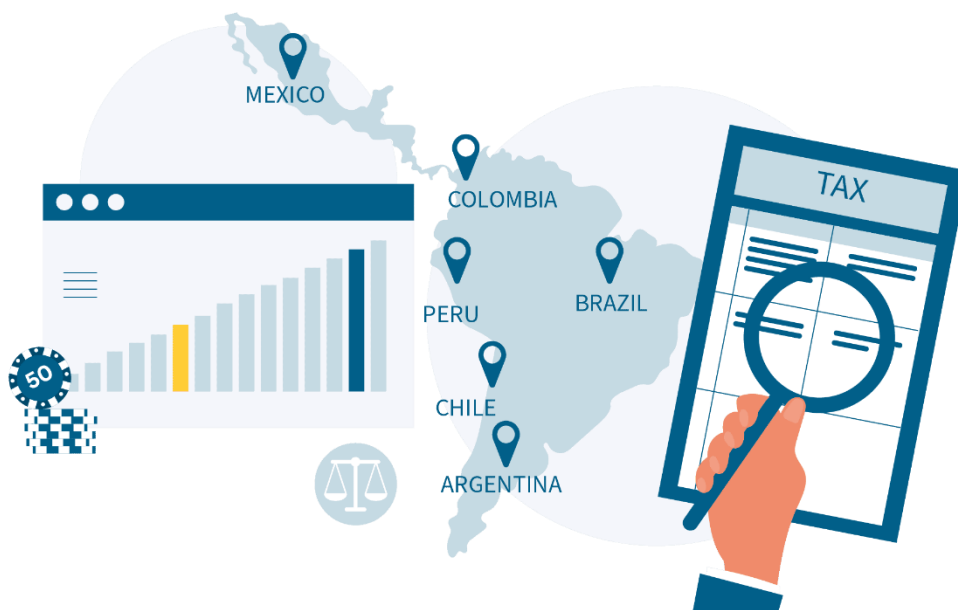 MEXICO
COLOMBIA
PERU
BRAZIL
CHILE
ARGENTINA
TAX
50